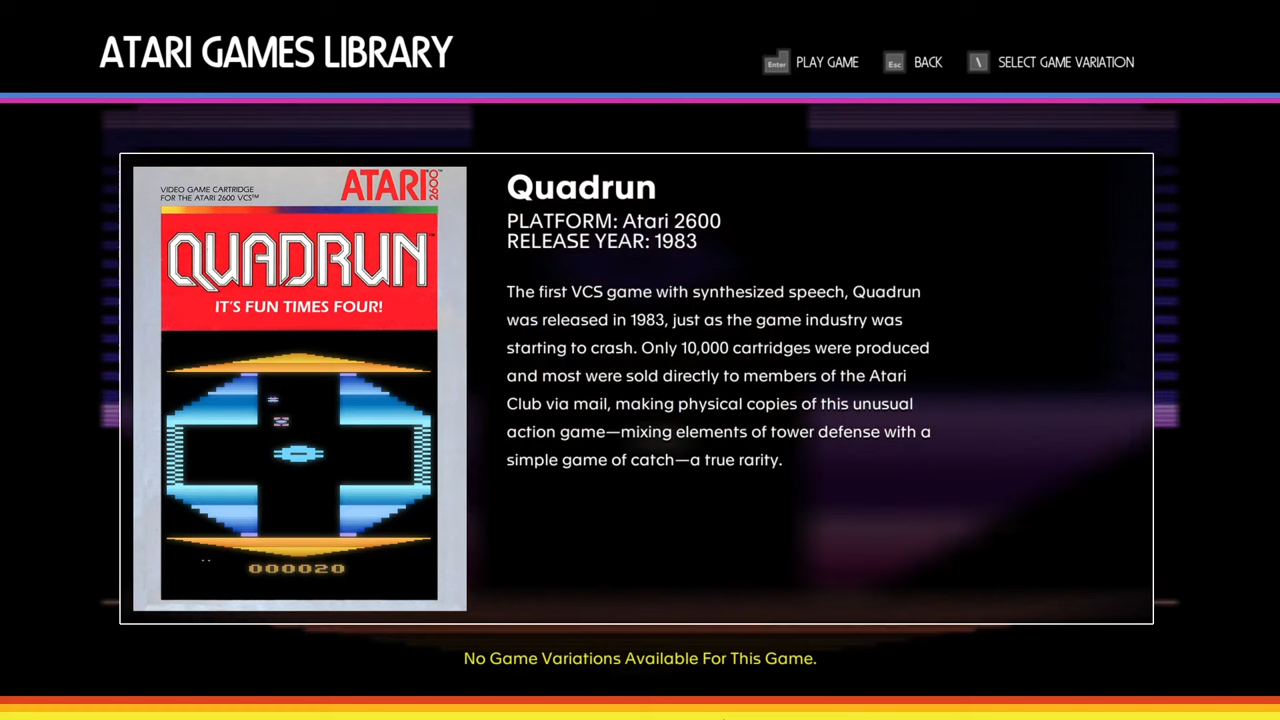 ATARI GAMES LIBRARY
Enter PLAY GAME Esc BACK \ SELECT GAME VARIATION
VIDEO GAME CARTRIDGE
FOR THE ATARI 2600 VCS™
ATARI 2600™
QUADRUN™
IT'S FUN TIMES FOUR!
000020
Quadrun
PLATFORM: Atari 2600
RELEASE YEAR: 1983
The first VCS game with synthesized speech, Quadrun
was released in 1983, just as the game industry was
starting to crash. Only 10,000 cartridges were produced
and most were sold directly to members of the Atari
Club via mail, making physical copies of this unusual
action game—mixing elements of tower defense with a
simple game of catch—a true rarity.
No Game Variations Available For This Game.